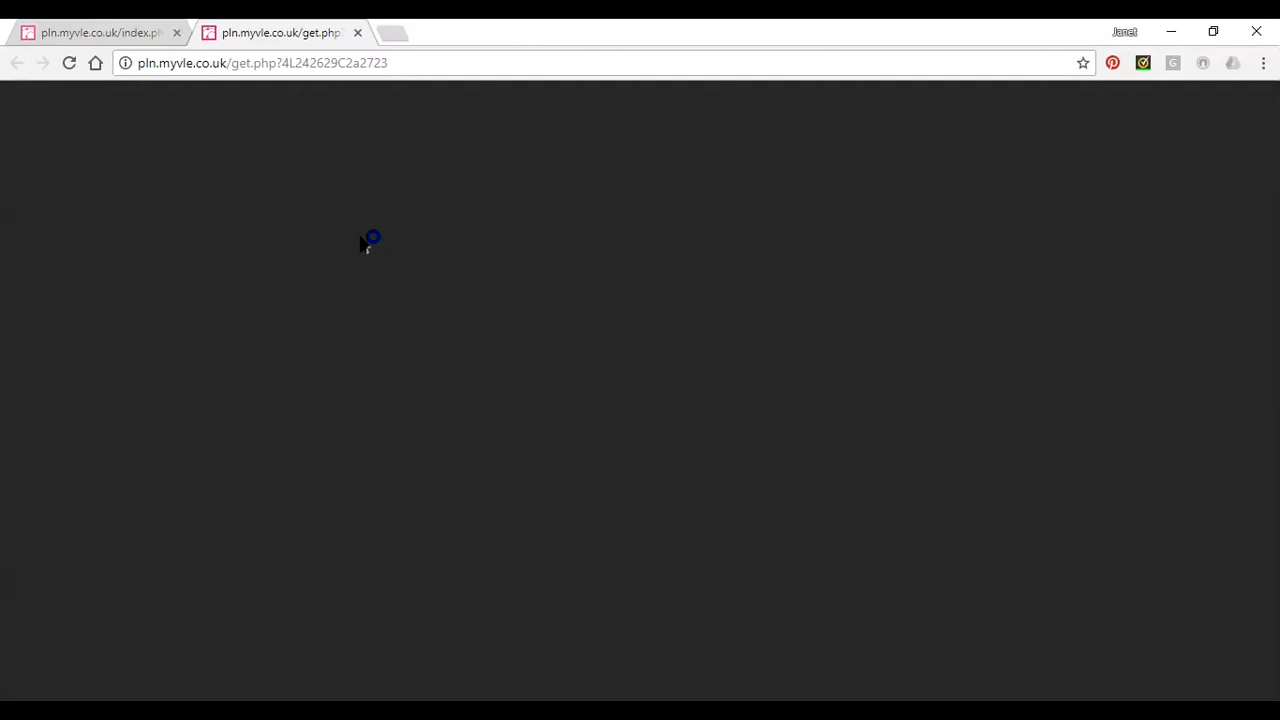 pln.myvle.co.uk/index.ph
pln.myvle.co.uk/get.php?
Janet
pln.myvle.co.uk/get.php?4L242629C2a2723
G